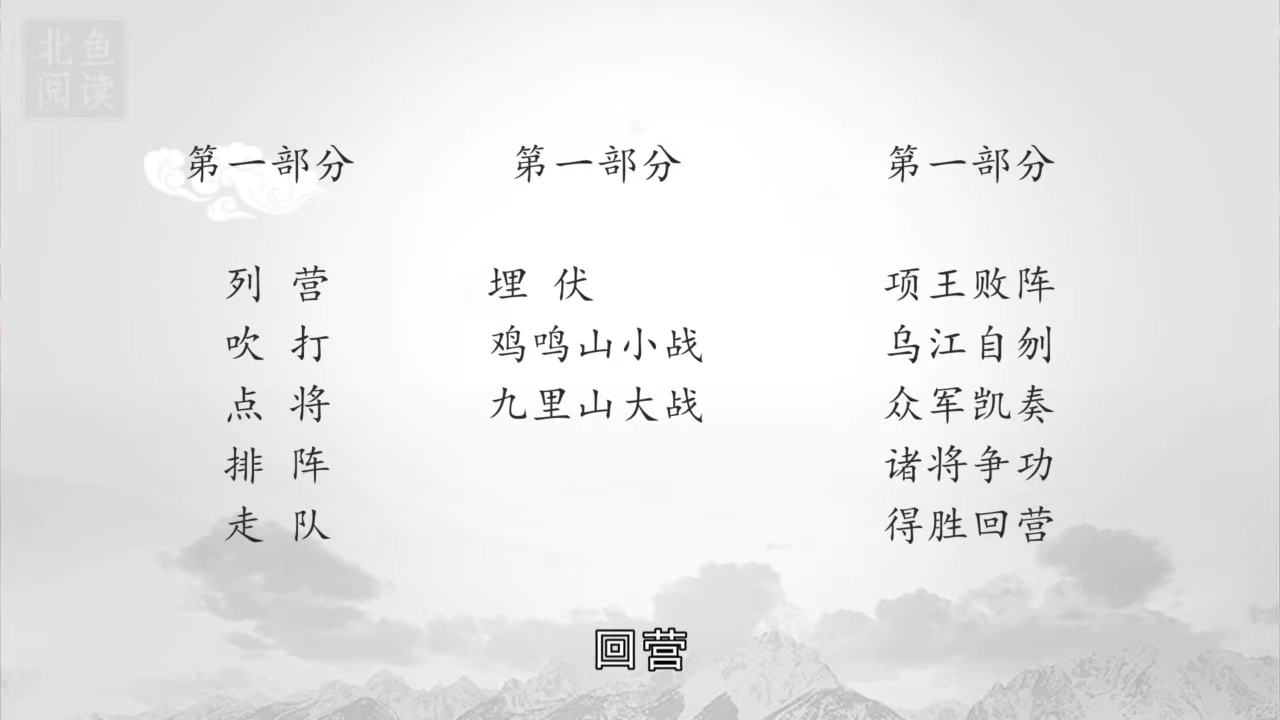 北鱼
阅读
第一部分
列营
吹打
点将
排阵
走队
第一部分
埋伏
鸡鸣山小战
九里山大战
第一部分
项王败阵
乌江自刎
众军凯奏
诸将争功
得胜回营
回营